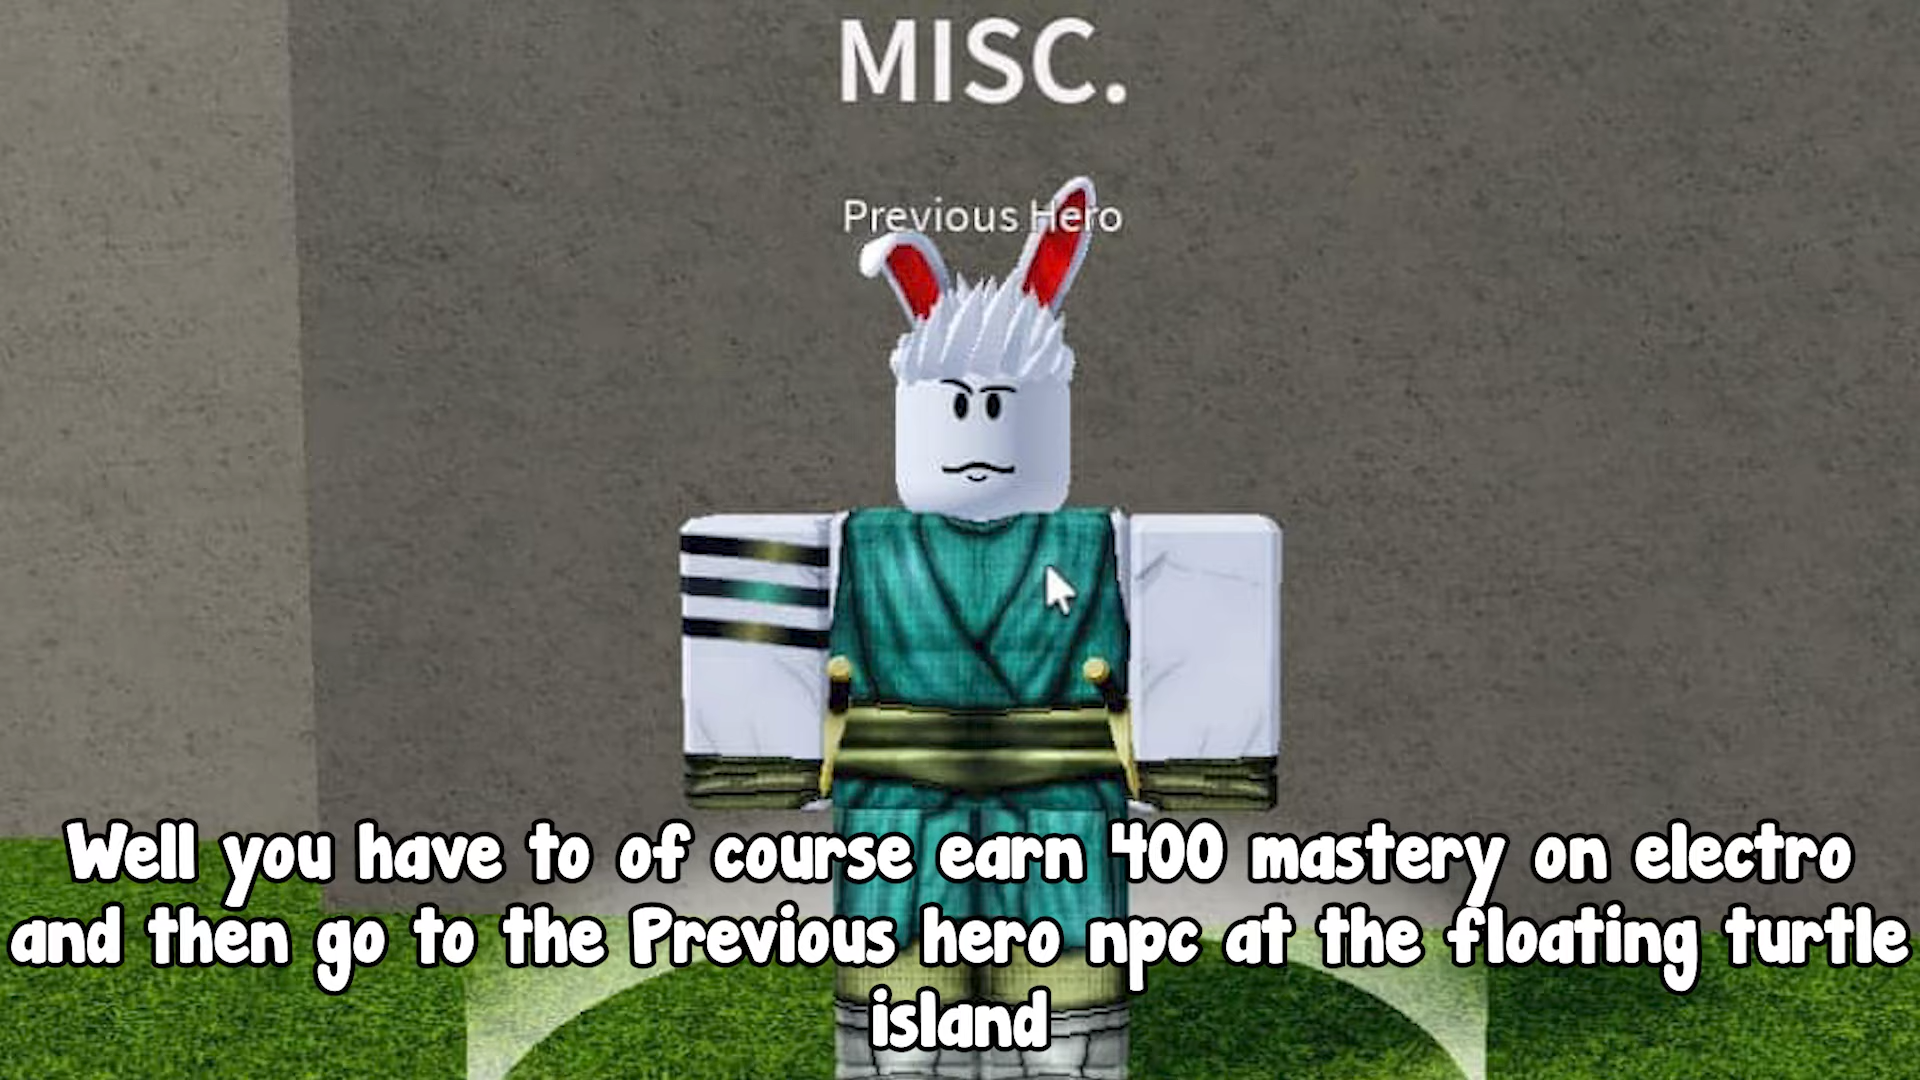 MISC.
Previous Hero
Well you have to of course earn 400 mastery on electro
and then go to the Previous hero npc at the floating turtle
island